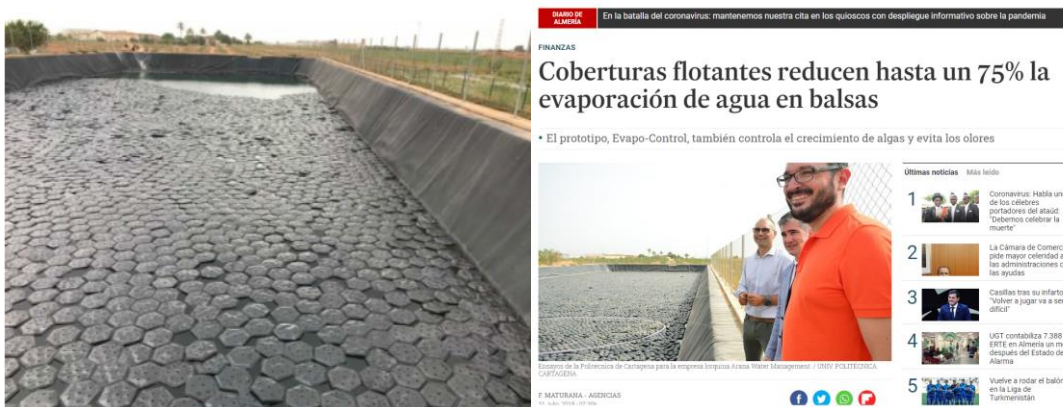 DIARIO DE
ALMERÍA
En la batalla del coronavirus: mantenemos nuestra cita en los quioscos con despliegue informativo sobre la pandemia
FINANZAS
Coberturas flotantes reducen hasta un 75% la
evaporación de agua en balsas
• El prototipo, Evapo-Control, también controla el crecimiento de algas y evita los olores
Últimas noticias Más leído
1
Coronavirus: Habla un
de los célebres
portadores del ataúd:
"Debemos celebrar la
muerte"
2
La Cámara de Comerc
pide mayor celeridad a
las administraciones c
las ayudas
3
Casillas tras su infarto
"Volver a jugar va a se
difícil"
4
UGT contabiliza 7.388
ERTE en Almería un m
después del Estado de
Alarma
5
Vuelve a rodar el baló
en la Liga de
Turkmenistán
Ensayos de la Politécnica de Cartagena para la empresa lorquina Arana Water Management / UNIV POLITÉCNICA
CARTAGENA
F. MATURANA - AGENCIAS